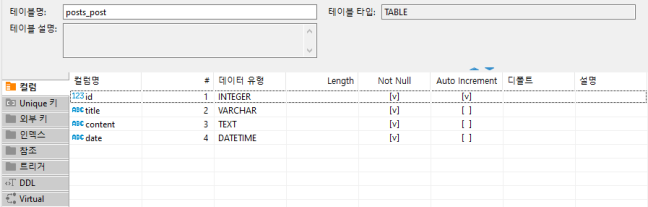 테이블명: posts_post 테이블 타입: TABLE
테이블 설명:
컬럼명 # 데이터 유형 Length Not Null Auto Increment 디폴트 설명
컬럼
Unique 키
외부 키
인덱스
참조
트리거
DDL
Virtual
123 id 1 INTEGER [v] [v]
ABC title 2 VARCHAR [v] [ ]
ABC content 3 TEXT [v] [ ]
ABC date 4 DATETIME [v] [ ]